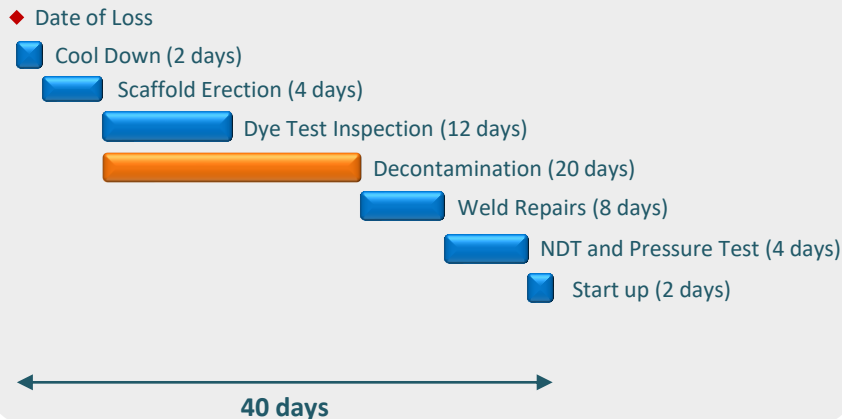 Date of Loss
Cool Down (2 days)
Scaffold Erection (4 days)
Dye Test Inspection (12 days)
Decontamination (20 days)
Weld Repairs (8 days)
NDT and Pressure Test (4 days)
Start up (2 days)
40 days